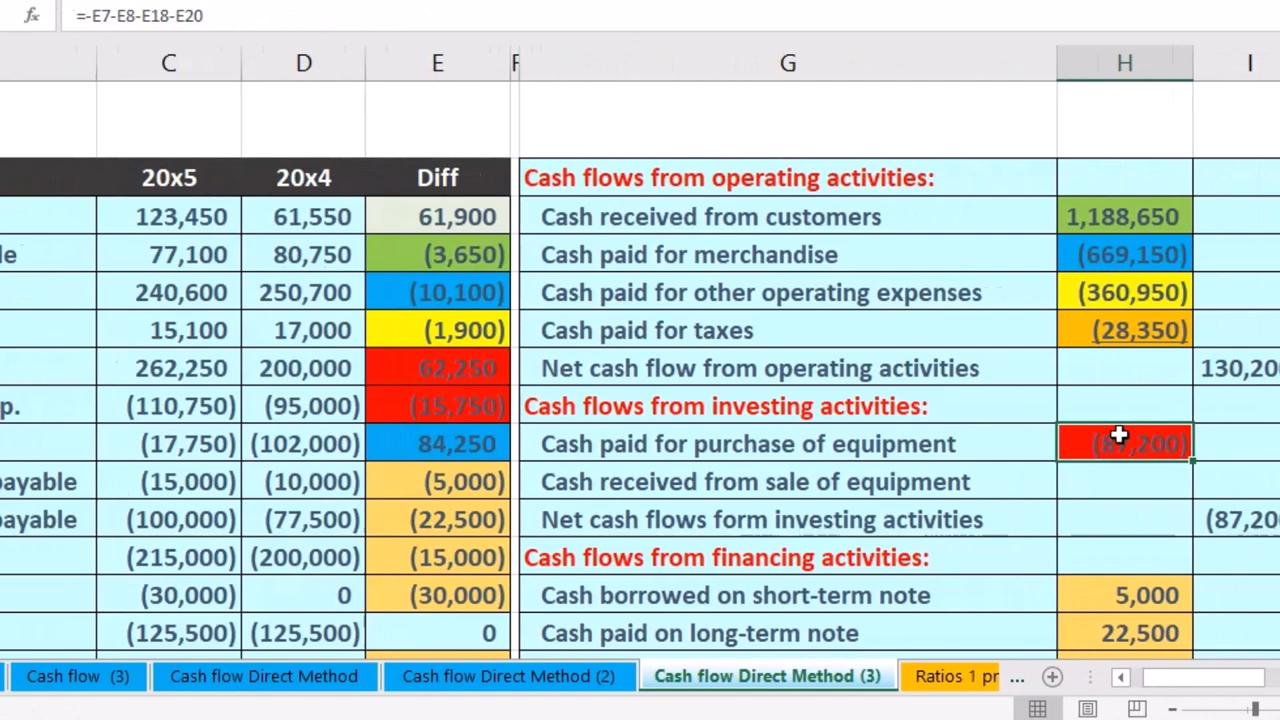 fx =-E7-E8-E18-E20
C D E F G H I
20x5 20x4 Diff Cash flows from operating activities:
123,450 61,550 61,900 Cash received from customers 1,188,650
le 77,100 80,750 (3,650) Cash paid for merchandise (669,150)
240,600 250,700 (10,100) Cash paid for other operating expenses (360,950)
15,100 17,000 (1,900) Cash paid for taxes (28,350)
262,250 200,000 62,250 Net cash flow from operating activities 130,20
p. (110,750) (95,000) (15,750) Cash flows from investing activities:
(17,750) (102,000) 84,250 Cash paid for purchase of equipment (87,200)
payable (15,000) (10,000) (5,000) Cash received from sale of equipment
payable (100,000) (77,500) (22,500) Net cash flows form investing activities (87,20
(215,000) (200,000) (15,000) Cash flows from financing activities:
(30,000) 0 (30,000) Cash borrowed on short-term note 5,000
(125,500) (125,500) 0 Cash paid on long-term note 22,500
Cash flow (3) Cash flow Direct Method Cash flow Direct Method (2) Cash flow Direct Method (3) Ratios 1 pr ...